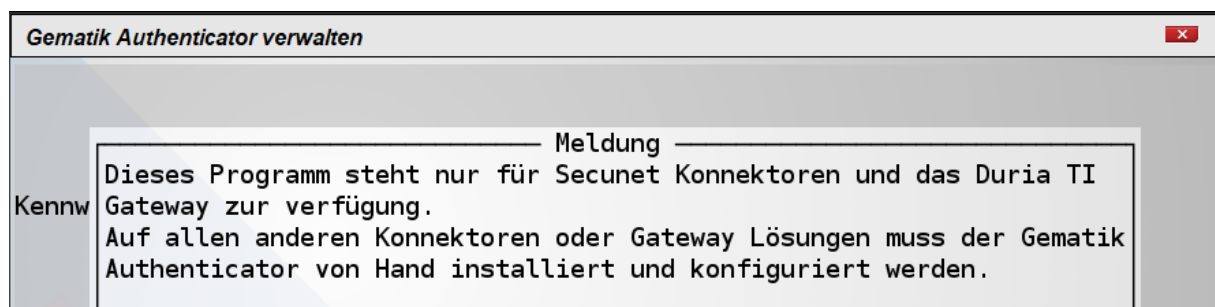 Gematik Authenticator verwalten
Meldung
Dieses Programm steht nur für Secunet Konnektoren und das Duria TI
Kennw Gateway zur verfügung.
Auf allen anderen Konnektoren oder Gateway Lösungen muss der Gematik
Authenticator von Hand installiert und konfiguriert werden.